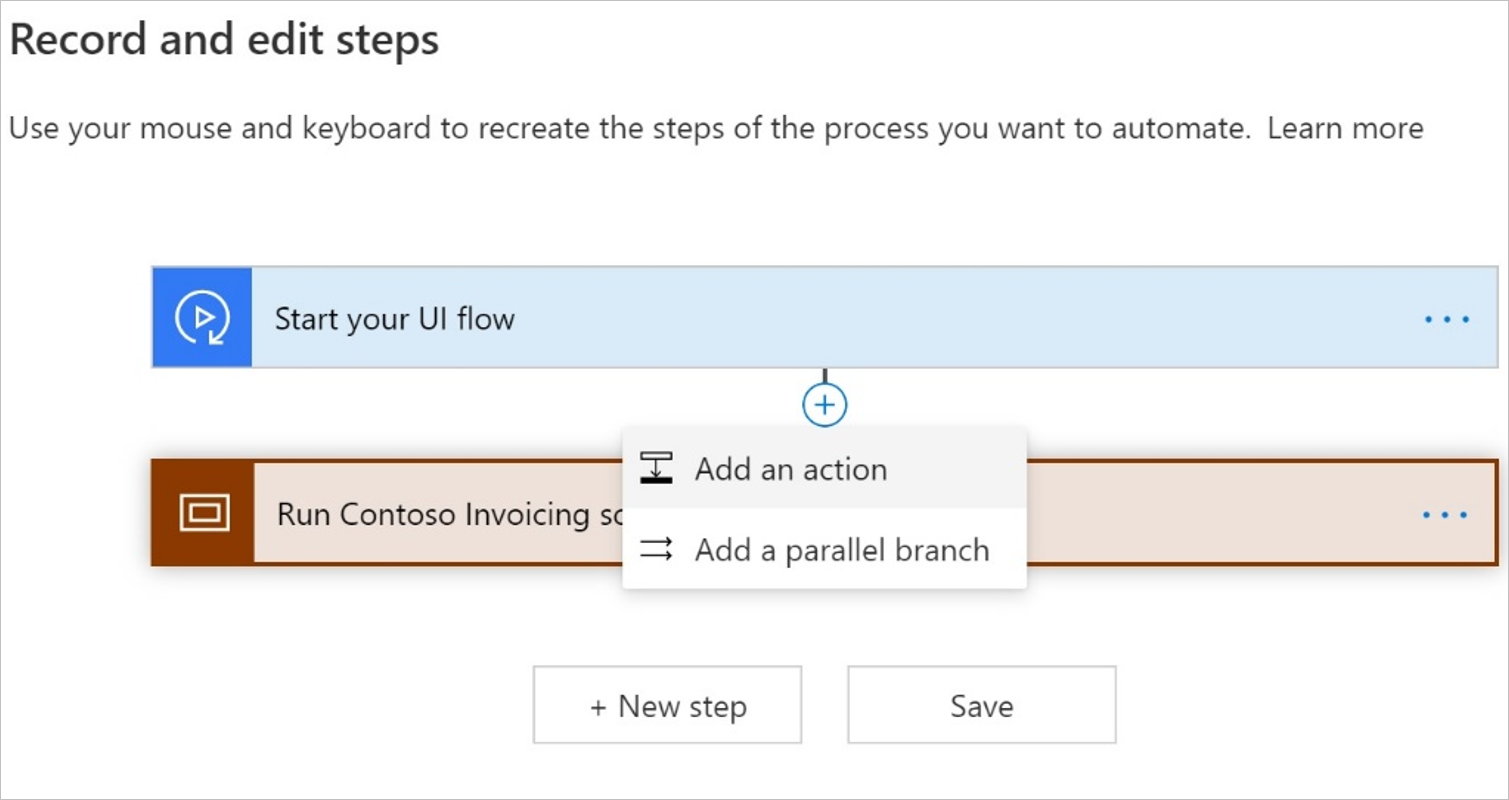 Record and edit steps
Use your mouse and keyboard to recreate the steps of the process you want to automate. Learn more
Start your UI flow
Add an action
Run Contoso Invoicing
Add a parallel branch
+ New step
Save